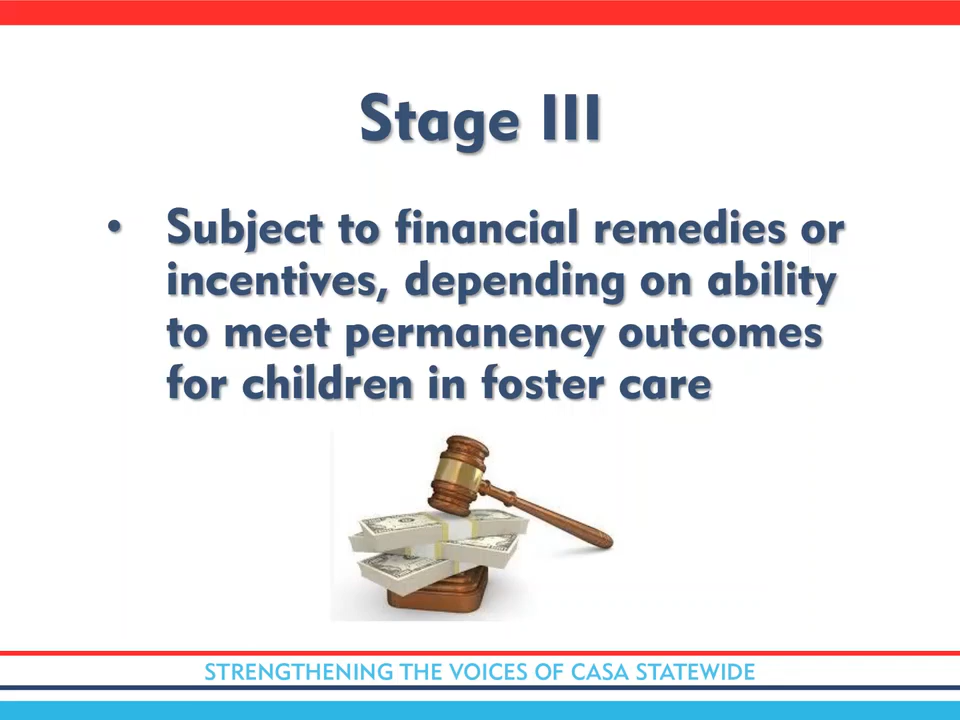 Stage III
• Subject to financial remedies or
incentives, depending on ability
to meet permanency outcomes
for children in foster care
STRENGTHENING THE VOICES OF CASA STATEWIDE